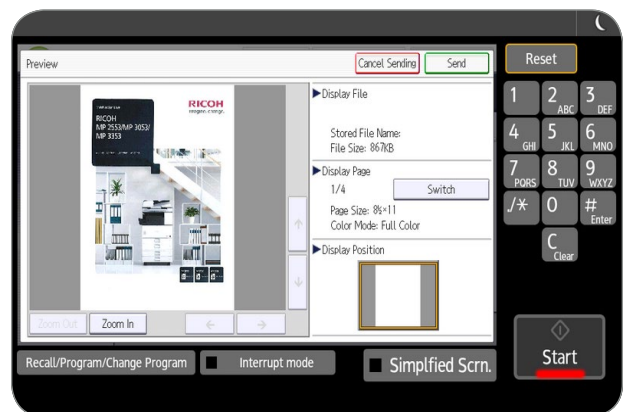 Preview
Cancel Sending
Send
RICOH
imagine. change.
RICOH
MP 2553/MP 3053/
MP 3353
Zoom Out
Zoom In
Display File
Stored File Name:
File Size: 867KB
Display Page
1/4
Switch
Page Size: 8½×11
Color Mode: Full Color
Display Position
Reset
1
2 ABC
3 DEF
4 GHI
5 JKL
6 MNO
7 PQRS
8 TUV
9 WXYZ
./*
0
# Enter
C Clear
Start
Recall/Program/Change Program
Interrupt mode
Simplfied Scrn.